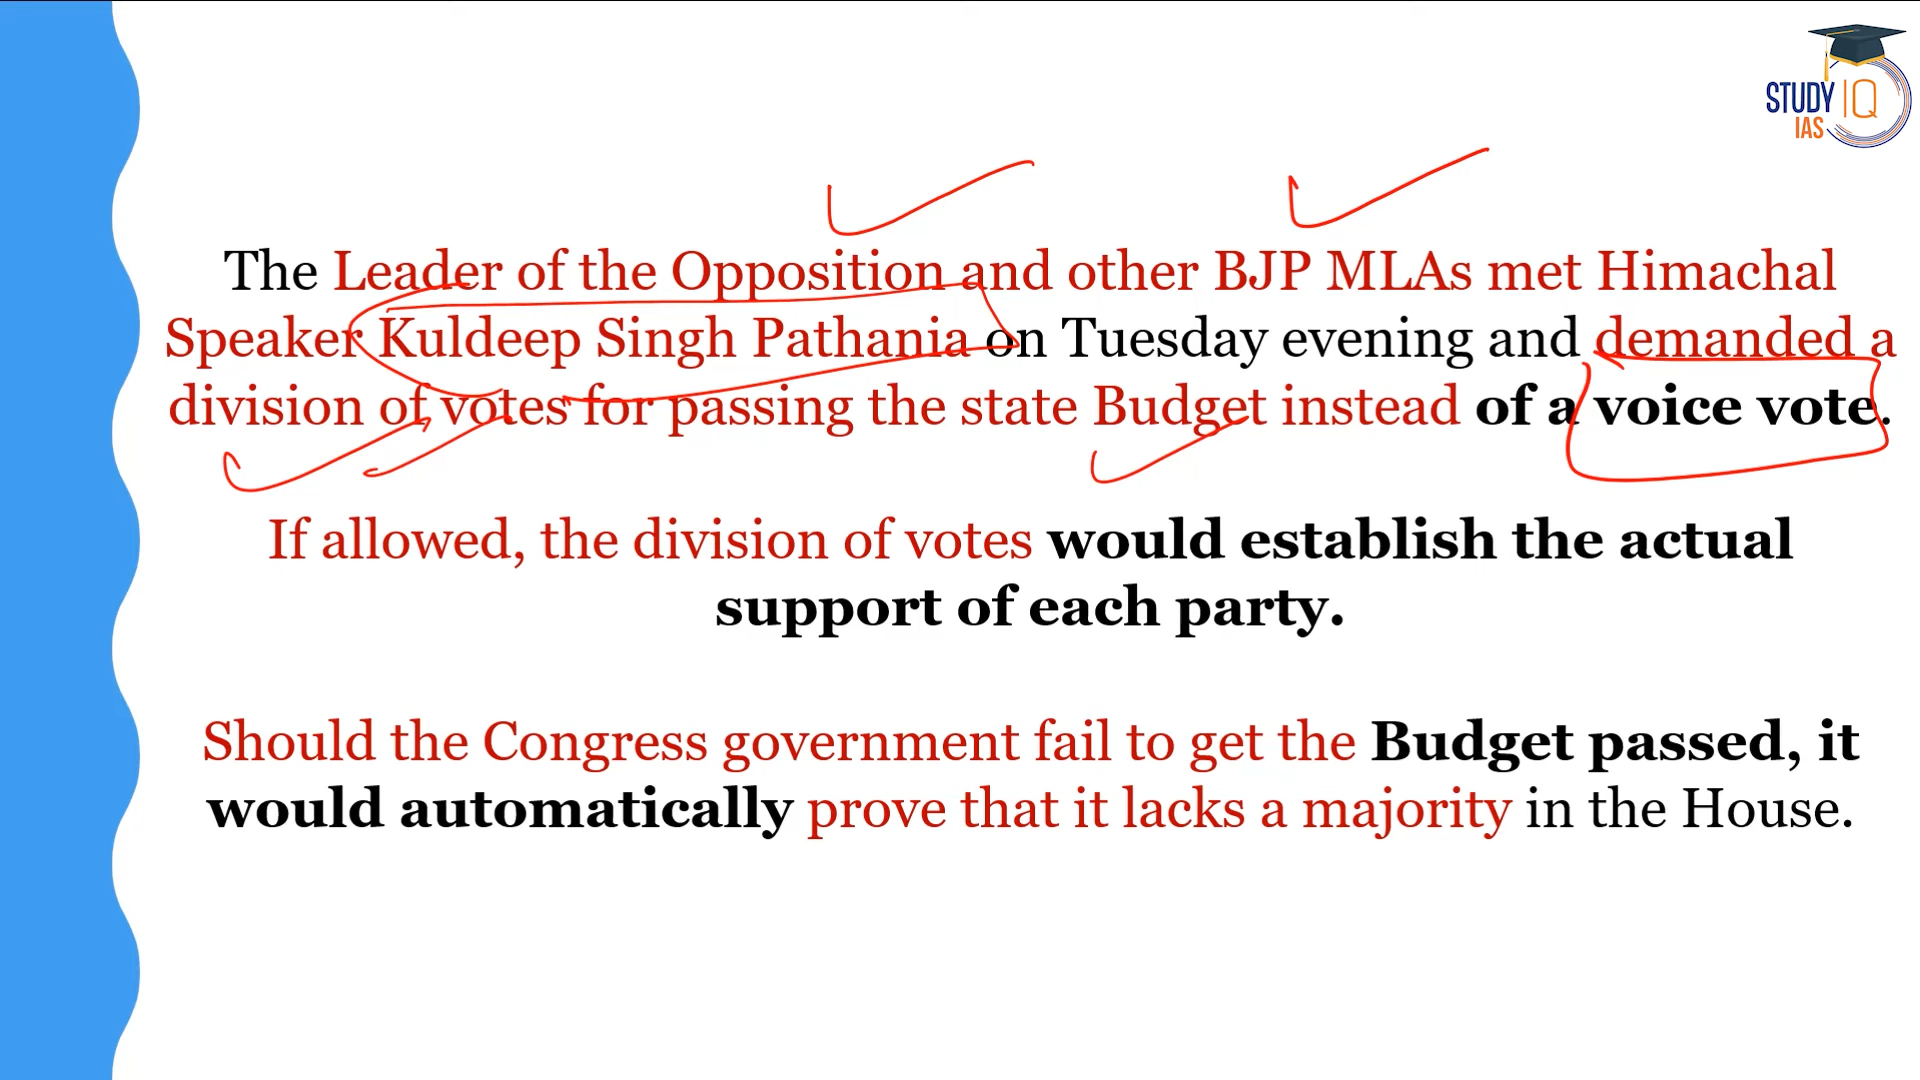 STUDY IQ
IAS
The Leader of the Opposition and other BJP MLAs met Himachal
Speaker Kuldeep Singh Pathania on Tuesday evening and demanded a
division of votes for passing the state Budget instead of a voice vote.
If allowed, the division of votes would establish the actual
support of each party.
Should the Congress government fail to get the Budget passed, it
would automatically prove that it lacks a majority in the House.